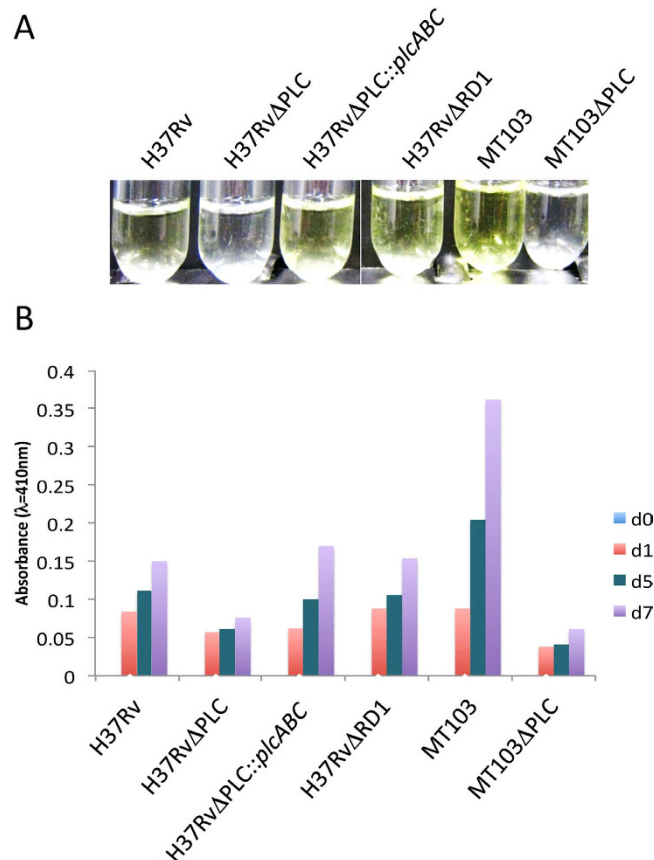 A
H37Rv
H37RvΔPLC
H37RvΔPLC::plcABC
H37RvΔRD1
MT103
MT103ΔPLC
B
Absorbance (λ=410nm)
0.4
0.35
0.3
0.25
0.2
0.15
0.1
0.05
0
d0
d1
d5
d7
H37Rv
H37RvΔPLC
H37RvΔPLC::plcABC
H37RvΔRD1
MT103
MT103ΔPLC